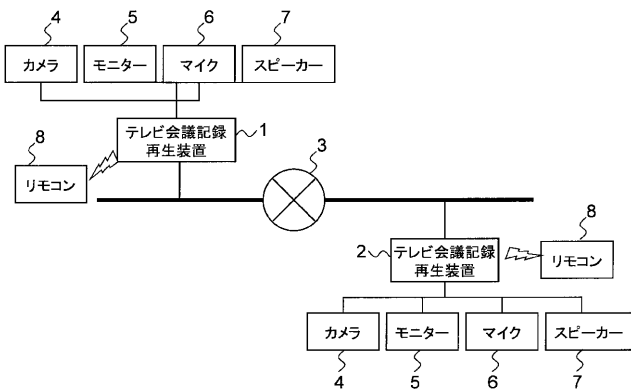 4 5 6 7
カメラ モニター マイク スピーカー
テレビ会議記録 1
再生装置
8
リモコン
3
8
2 テレビ会議記録
再生装置
リモコン
カメラ モニター マイク スピーカー
4 5 6 7